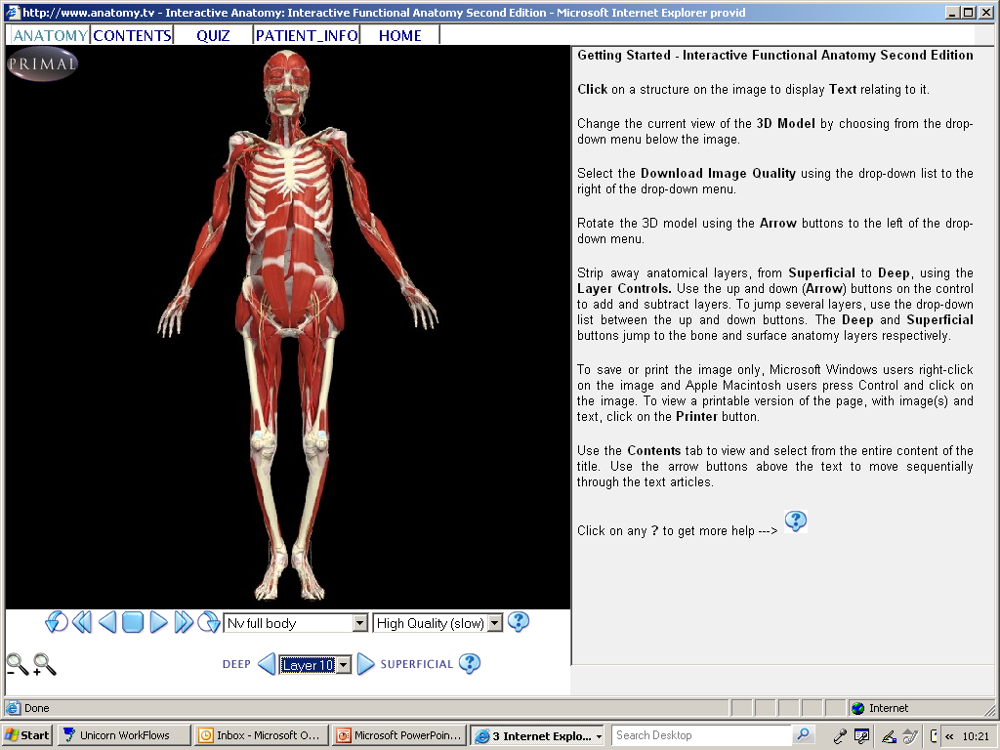 http://www.anatomy.tv - Interactive Anatomy: Interactive Functional Anatomy Second Edition - Microsoft Internet Explorer provid
ANATOMY CONTENTS QUIZ PATIENT_INFO HOME
PRIMAL
Getting Started - Interactive Functional Anatomy Second Edition
Click on a structure on the image to display Text relating to it.
Change the current view of the 3D Model by choosing from the drop-
down menu below the image.
Select the Download Image Quality using the drop-down list to the
right of the drop-down menu.
Rotate the 3D model using the Arrow buttons to the left of the drop-
down menu.
Strip away anatomical layers, from Superficial to Deep, using the
Layer Controls. Use the up and down (Arrow) buttons on the control
to add and subtract layers. To jump several layers, use the drop-down
list between the up and down buttons. The Deep and Superficial
buttons jump to the bone and surface anatomy layers respectively.
To save or print the image only, Microsoft Windows users right-click
on the image and Apple Macintosh users press Control and click on
the image. To view a printable version of the page, with image(s) and
text, click on the Printer button.
Use the Contents tab to view and select from the entire content of the
title. Use the arrow buttons above the text to move sequentially
through the text articles.
Click on any ? to get more help ---> ?
Nv full body High Quality (slow) ?
DEEP Layer 10 SUPERFICIAL ?
Done Internet
Start Unicorn WorkFlows Inbox - Microsoft O... Microsoft PowerPoin... 3 Internet Explo... Search Desktop « 10:21